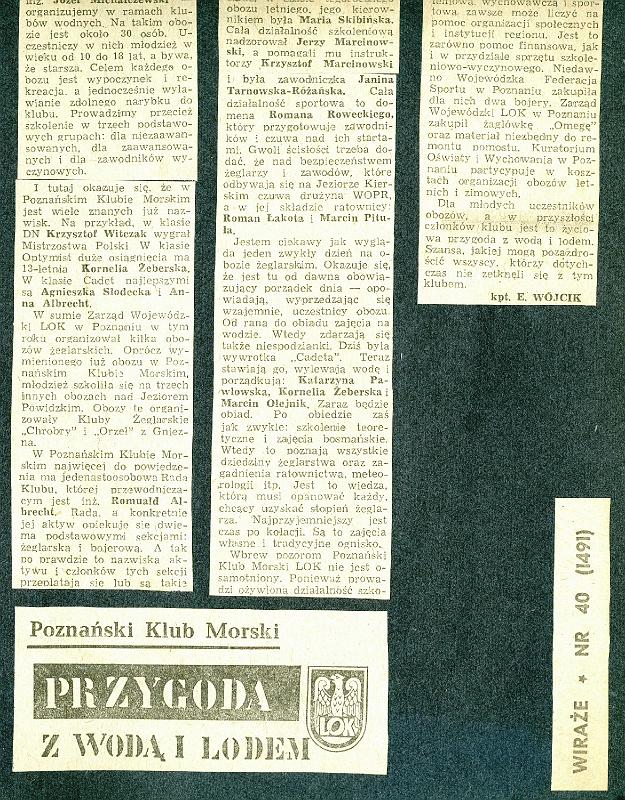 inż. Józef Michałczewski
organizujemy w ramach klu-
bów wodnych. Na takim obo-
zie jest około 30 osób. U-
czestniczy w nich młodzież w
wieku od 10 do 18 lat, a bywa,
że starsza. Celem każdego o-
bozu jest wypoczynek i re-
kreacja, a jednocześnie wyła-
wianie zdolnego narybku do
klubu. Prowadzimy przecież
szkolenie w trzech podstawo-
wych grupach: dla niezaawan-
sowanych, dla zaawansowa-
nych i dla zawodników wy-
czynowych.
I tutaj okazuje się, że w
Poznańskim Klubie Morskim
jest wiele znanych już naz-
wisk. Na przykład, w klasie
DN Krzysztof Witczak wygrał
Mistrzostwa Polski W klasie
Optymist duże osiągnięcia ma
13-letnia Kornelia Żeberska,
W klasie Cadet najlepszymi
są Agnieszka Słodecka i An-
na Albrecht.
W sumie Zarząd Wojewódz-
ki LOK w Poznaniu w tym
roku organizował kilka obo-
zów żeglarskich. Oprócz wy-
mienionego już obozu w Poz-
nańskim Klubie Morskim,
młodzież szkoliła się na trzech
innych obozach nad Jeziorem
Powidzkim. Obozy te organi-
zowały Kluby Żeglarskie
„Chrobry" i „Orzeł" z Gniez-
na.
W Poznańskim Klubie Mor-
skim najwięcej do powiedze-
nia ma jedenastoosobowa Rada
Klubu, której przewodniczą-
cym jest inż. Romuald Al-
brecht. Rada, a konkretnie
jej aktyw opiekuje się dwie-
ma podstawowymi sekcjami:
żeglarską i bojerową. A tak
po prawdzie to nazwiska ak-
tywu i członków tych sekcji
przeplatają się lub są takie
obozu letniego, jego kierow-
nikiem była Maria Skibińska.
Cała działalność szkoleniową
nadzorował Jerzy Marcinow-
ski, a pomagali mu instruk-
torzy Krzysztof Marcinowski
i była zawodniczka Janina
Tarnowska-Różańska. Cała
działalność sportowa to do-
mena Romana Roweckiego,
który przygotowuje zawodni-
ków i czuwa nad ich starta
mi. Gwoli ścisłości trzeba do-
dać, że nad bezpieczeństwem
żeglarzy i zawodów, które
odbywają się na Jeziorze Kier-
skim czuwa drużyna WOPR,
a w jej składzie ratownicy:
Roman Łakota i Marcin Pitu-
ła.
Jestem ciekawy jak wyglą-
da jeden zwykły dzień na o-
bozie żeglarskim. Okazuje się,
że jest tu od dawna obowią-
zujący porządek dnia — opo-
wiadają, wyprzedzając się
wzajemnie, uczestnicy obozu.
Od rana do obiadu zajęcia na
wodzie. Wtedy zdarzają się
także niespodzianki. Dziś była
wywrotka „Cadeta". Teraz
stawiają go, wylewają wodę i
porządkują: Katarzyna Pa-
włowska, Kornelia Żeberska i
Marcin Olejnik. Zaraz będzie
obiad. Po obiedzie zaś
jak zwykle: szkolenie teore-
tyczne i zajęcia bosmańskie.
Wtedy to poznają wszystkie
dziedziny żeglarstwa oraz za-
gadnienia ratownictwa, meteo-
rologii itp. Jest to wiedza,
którą musi opanować każdy,
chcący uzyskać stopień żegla-
rza. Najprzyjemniejszy jest
czas po kolacji. Są to zajęcia
własne i tradycyjne ognisko.
Wbrew pozorom Poznański
Klub Morski LOK nie jest o-
samotniony. Ponieważ prowa-
dzi ożywioną działalność szko-
leniową wychowawczą i spor-
tową zawsze może liczyć na
pomoc organizacji społecznych
i instytucji regionu. Jest to
zarówno pomoc finansowa, jak
i w przydziale sprzętu szkole-
niowo-wyczynowego. Niedaw-
no Wojewódzka Federacja
Sportu w Poznaniu zakupiła
dla nich dwa bojery. Zarząd
Wojewódzki LOK w Poznaniu
zakupił żaglówkę „Omegę"
oraz materiał niezbędny do re-
montu pomostu. Kuratorium
Oświaty i Wychowania w Poz-
naniu partycypuje w kosz-
tach organizacji obozów let-
nich i zimowych.
Dla młodych uczestników
obozów, a w przyszłości
członków klubu jest to życio-
wa przygoda z wodą i lodem.
Szansa, jakiej mogą pozazdro-
ścić wszyscy, którzy dotych-
czas nie zetknęli się z tym
klubem.
kpt. E. WÓJCIK
Poznański Klub Morski
PRZYGODA
Z WODĄ I LODEM
LOK
WIRAŻE ★ NR 40 (1491)